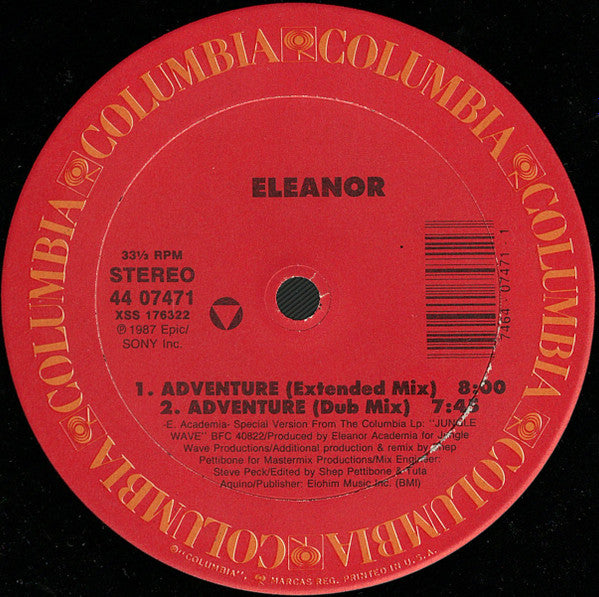 COLUMBIA COLUMBIA COLUMBIA COLUMBIA COLUMBIA COLUMBIA COLUMBIA
ELEANOR
33⅓ RPM
STEREO
44 07471
XSS 176322
℗ 1987 Epic/
SONY Inc.
7464 07471-1
1. ADVENTURE (Extended Mix) 8:00
2. ADVENTURE (Dub Mix) 7:45
-E. Academia- Special Version From The Columbia Lp: "JUNGLE
WAVE" BFC 40822/Produced by Eleanor Academia for Jungle
Wave Productions/Additional production & remix by Shep
Pettibone for Mastermix Productions/Mix Engineer:
Steve Peck/Edited by Shep Pettibone & Tuta
Aquino/Publisher: Elohim Music Inc. (BMI)
®"COLUMBIA", MARCAS REG. PRINTED IN U.S.A.